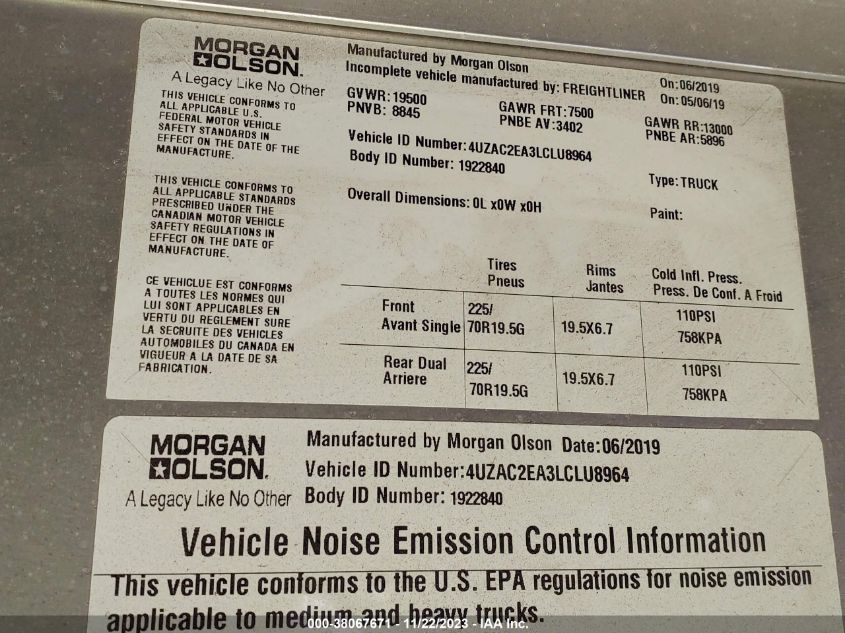 MORGAN
OLSON.
A Legacy Like No Other
THIS VEHICLE CONFORMS TO
ALL APPLICABLE U.S.
FEDERAL MOTOR VEHICLE
SAFETY STANDARDS IN
EFFECT ON THE DATE OF THE
MANUFACTURE.
THIS VEHICLE CONFORMS TO
ALL APPLICABLE STANDARDS
PRESCRIBED UNDER THE
CANADIAN MOTOR VEHICLE
SAFETY REGULATIONS IN
EFFECT ON THE DATE OF
MANUFACTURE.
CE VEHICLUE EST CONFORMS
A TOUTES LES NORMES QUI
LUI SONT APPLICABLES EN
VERTU DU REGLEMENT SURE
LA SECRUITE DES VEHICLES
AUTOMOBILES DU CANADA EN
VIGUEUR A LA DATE DE SA
FABRICATION.
Manufactured by Morgan Olson On:06/2019
Incomplete vehicle manufactured by: FREIGHTLINER On:05/06/19
GVWR:19500 GAWR FRT:7500 GAWR RR:13000
PNVB: 8845 PNBE AV:3402 PNBE AR:5896
Vehicle ID Number:4UZAC2EA3LCLU8964
Body ID Number: 1922840 Type:TRUCK
Overall Dimensions: 0L x0W x0H Paint:
Tires Rims Cold Infl. Press.
Pneus Jantes Press. De Conf. A Froid
Front 225/ 19.5X6.7 110PSI
Avant Single 70R19.5G 758KPA
Rear Dual 225/ 19.5X6.7 110PSI
Arriere 70R19.5G 758KPA
MORGAN
OLSON.
A Legacy Like No Other
Manufactured by Morgan Olson Date:06/2019
Vehicle ID Number:4UZAC2EA3LCLU8964
Body ID Number: 1922840
Vehicle Noise Emission Control Information
This vehicle conforms to the U.S. EPA regulations for noise emission
applicable to medium and heavy trucks.
000-38067671 - 11/22/2023 - IAA Inc.